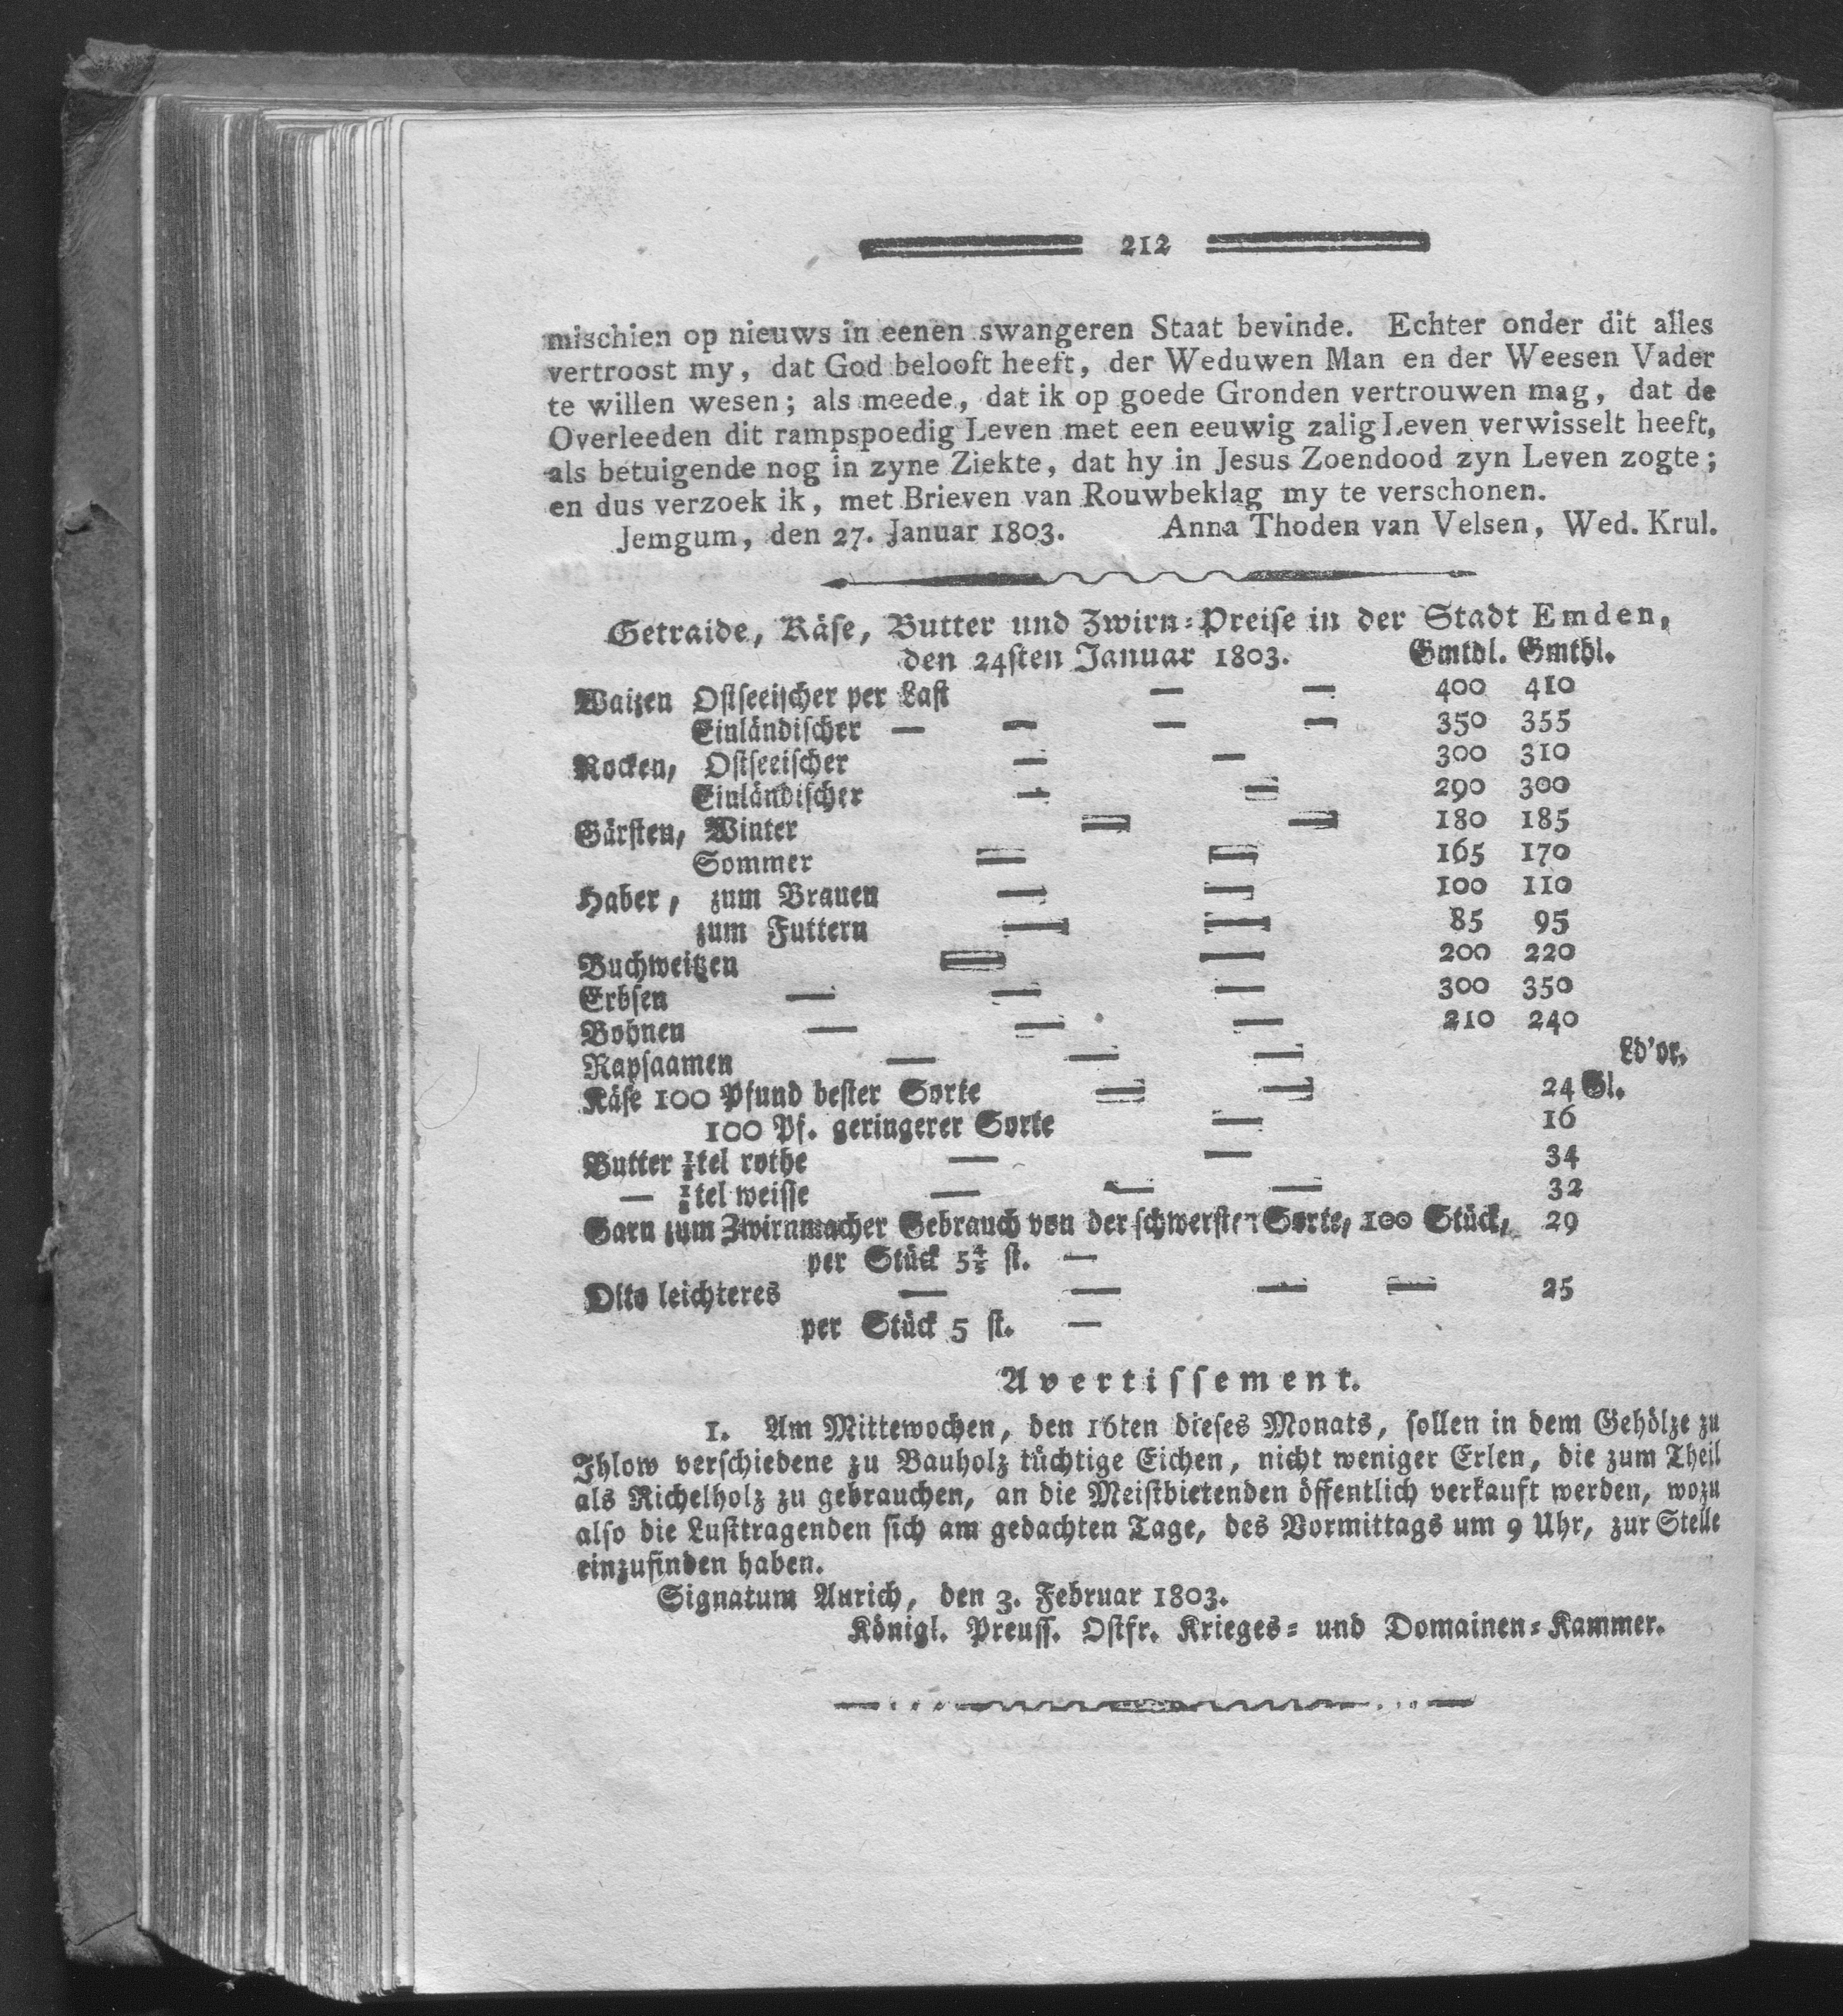 212
mischien op nieuws in eenen swangeren Staat bevinde. Echter onder dit alles
vertroost my, dat God belooft heeft, der Weduwen Man en der Weesen Vader
te willen wesen; als meede, dat ik op goede Gronden vertrouwen mag, dat de
Overleeden dit rampspoedig Leven met een eeuwig zalig Leven verwisselt heeft,
als betuigende nog in zyne Ziekte, dat hy in Jesus Zoendood zyn Leven zogte;
en dus verzoek ik, met Brieven van Rouwbeklag my te verschonen.
Jemgum, den 27. Januar 1803. Anna Thoden van Velsen, Wed. Krul.
Getraide, Käse, Butter und Zwirn-Preise in der Stadt Emden,
den 24sten Januar 1803. Gmthl. Gmthl.
Waizen Ostseeischer per Last — — 400 410
Einländischer — — — — 350 355
Rocken, Ostseeischer — — 300 310
Einländischer — — 290 300
Gärsten, Winter — — 180 185
Sommer — — 165 170
Haber, zum Brauen — — 100 110
zum Futtern — — 85 95
Buchweitzen — — 200 220
Erbsen — — — 300 350
Bohnen — — — 210 240
Rapsaamen — — — Ld'or.
Käse 100 Pfund bester Sorte — — 24 Gl.
100 Pf. geringerer Sorte — 16
Butter ⅛tel rothe — — 34
— ⅛tel weisse — — — 32
Garn zum Zwirnmacher Gebrauch von der schwersten Sorte, 100 Stück, 29
per Stück 5⅘ st. —
Dito leichteres — — — — 25
per Stück 5 st. —
Avertissement.
1. Am Mittewochen, den 16ten dieses Monats, sollen in dem Gehölze zu
Ihlow verschiedene zu Bauholz tüchtige Eichen, nicht weniger Erlen, die zum Theil
als Richelholz zu gebrauchen, an die Meistbietenden öffentlich verkauft werden, wozu
also die Lusttragenden sich am gedachten Tage, des Vormittags um 9 Uhr, zur Stelle
einzufinden haben.
Signatum Aurich, den 3. Februar 1803.
Königl. Preuss. Ostfr. Krieges- und Domainen-Kammer.